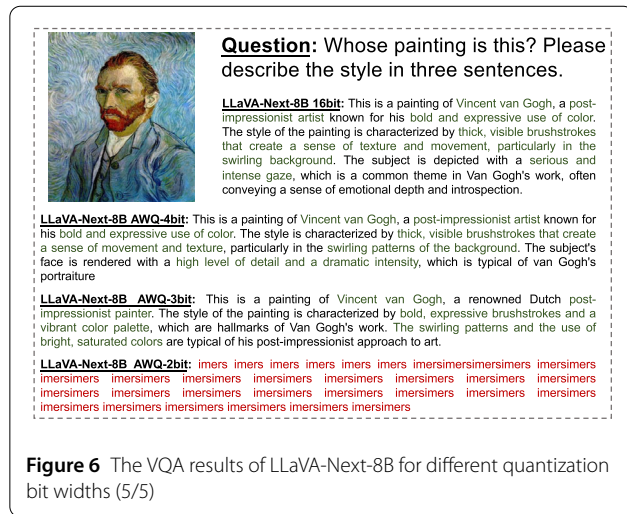 Question: Whose painting is this? Please
describe the style in three sentences.
LLaVA-Next-8B 16bit: This is a painting of Vincent van Gogh, a post-
impressionist artist known for his bold and expressive use of color.
The style of the painting is characterized by thick, visible brushstrokes
that create a sense of texture and movement, particularly in the
swirling background. The subject is depicted with a serious and
intense gaze, which is a common theme in Van Gogh's work, often
conveying a sense of emotional depth and introspection.
LLaVA-Next-8B AWQ-4bit: This is a painting of Vincent van Gogh, a post-impressionist artist known for
his bold and expressive use of color. The style is characterized by thick, visible brushstrokes that create
a sense of movement and texture, particularly in the swirling patterns of the background. The subject's
face is rendered with a high level of detail and a dramatic intensity, which is typical of van Gogh's
portraiture
LLaVA-Next-8B AWQ-3bit: This is a painting of Vincent van Gogh, a renowned Dutch post-
impressionist painter. The style of the painting is characterized by bold, expressive brushstrokes and a
vibrant color palette, which are hallmarks of Van Gogh's work. The swirling patterns and the use of
bright, saturated colors are typical of his post-impressionist approach to art.
LLaVA-Next-8B AWQ-2bit: imers imers imers imers imers imers imersimersimersimers imersimers
imersimers imersimers imersimers imersimers imersimers imersimers imersimers imersimers
imersimers imersimers imersimers imersimers imersimers imersimers imersimers imersimers
imersimers imersimers imersimers imersimers imersimers imersimers
Figure 6 The VQA results of LLaVA-Next-8B for different quantization
bit widths (5/5)